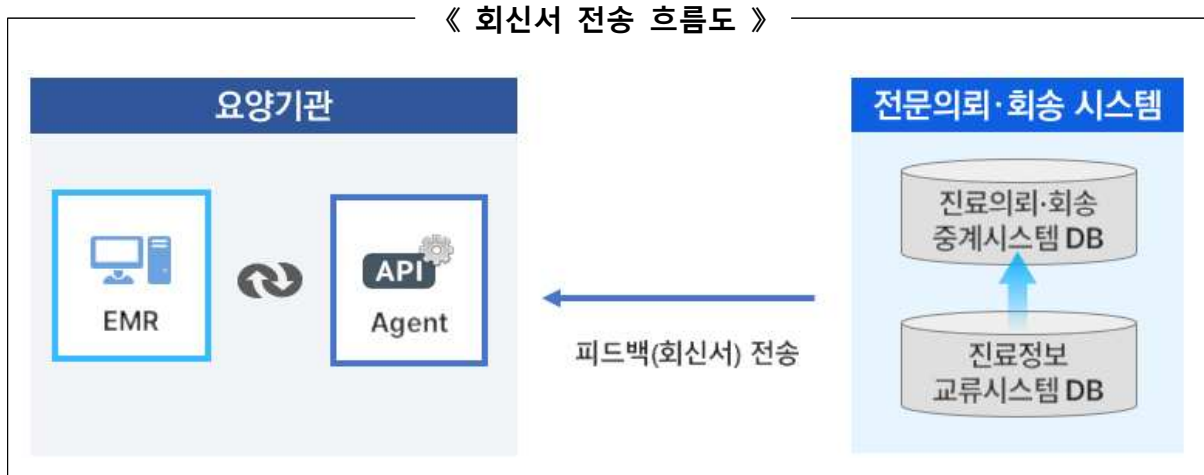 《 회신서 전송 흐름도 》
요양기관
전문의뢰·회송 시스템
EMR
API
Agent
피드백(회신서) 전송
진료의뢰·회송
중계시스템 DB
진료정보
교류시스템 DB